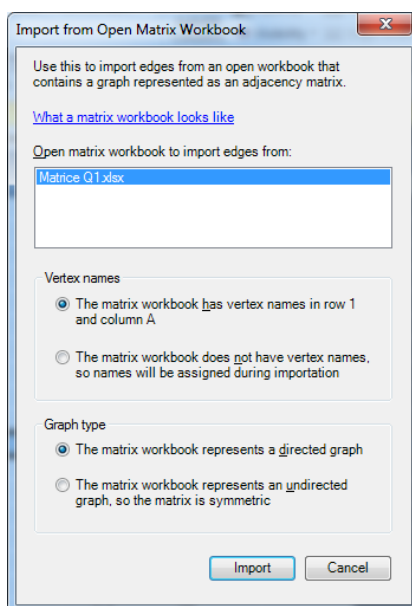 Import from Open Matrix Workbook
Use this to import edges from an open workbook that
contains a graph represented as an adjacency matrix.
What a matrix workbook looks like
Open matrix workbook to import edges from:
Matrice Q1.xlsx
Vertex names
The matrix workbook has vertex names in row 1
and column A
The matrix workbook does not have vertex names,
so names will be assigned during importation
Graph type
The matrix workbook represents a directed graph
The matrix workbook represents an undirected
graph, so the matrix is symmetric
Import
Cancel